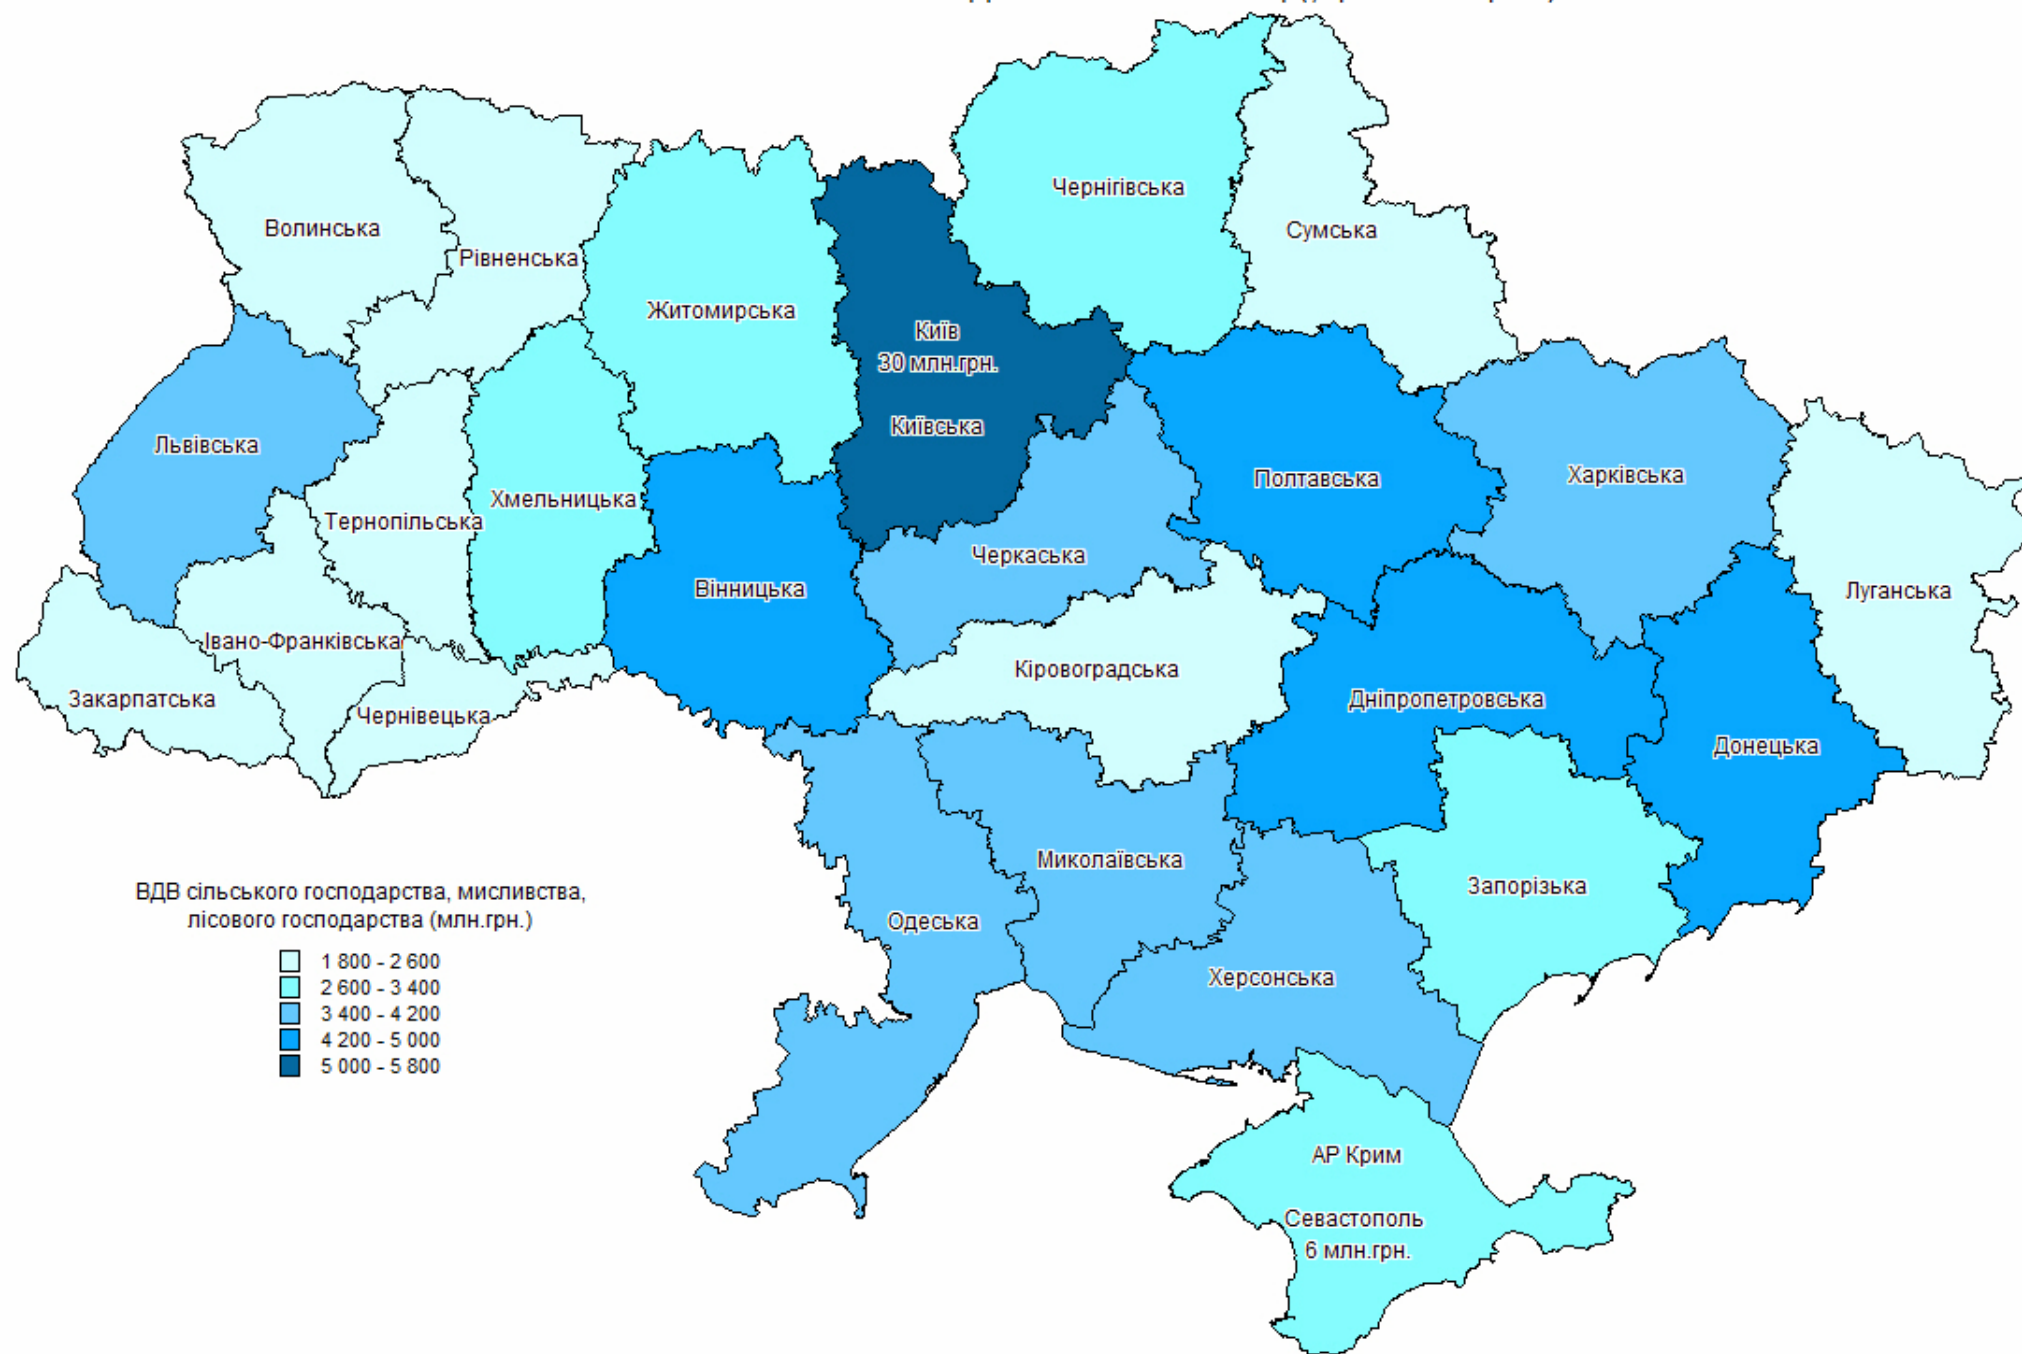 Чернігівська
Волинська
Сумська
Рівненська
Житомирська
Київ
30 млн.грн.
Київська
Львівська
Полтавська
Харківська
Хмельницька
Тернопільська
Черкаська
Вінницька
Луганська
Івано-Франківська
Кіровоградська
Закарпатська
Дніпропетровська
Чернівецька
Донецька
Миколаївська
Запорізька
Одеська
Херсонська
ВДВ сільського господарства, мисливства,
лісового господарства (млн.грн.)
1 800 - 2 600
2 600 - 3 400
3 400 - 4 200
4 200 - 5 000
5 000 - 5 800
АР Крим
Севастополь
6 млн.грн.